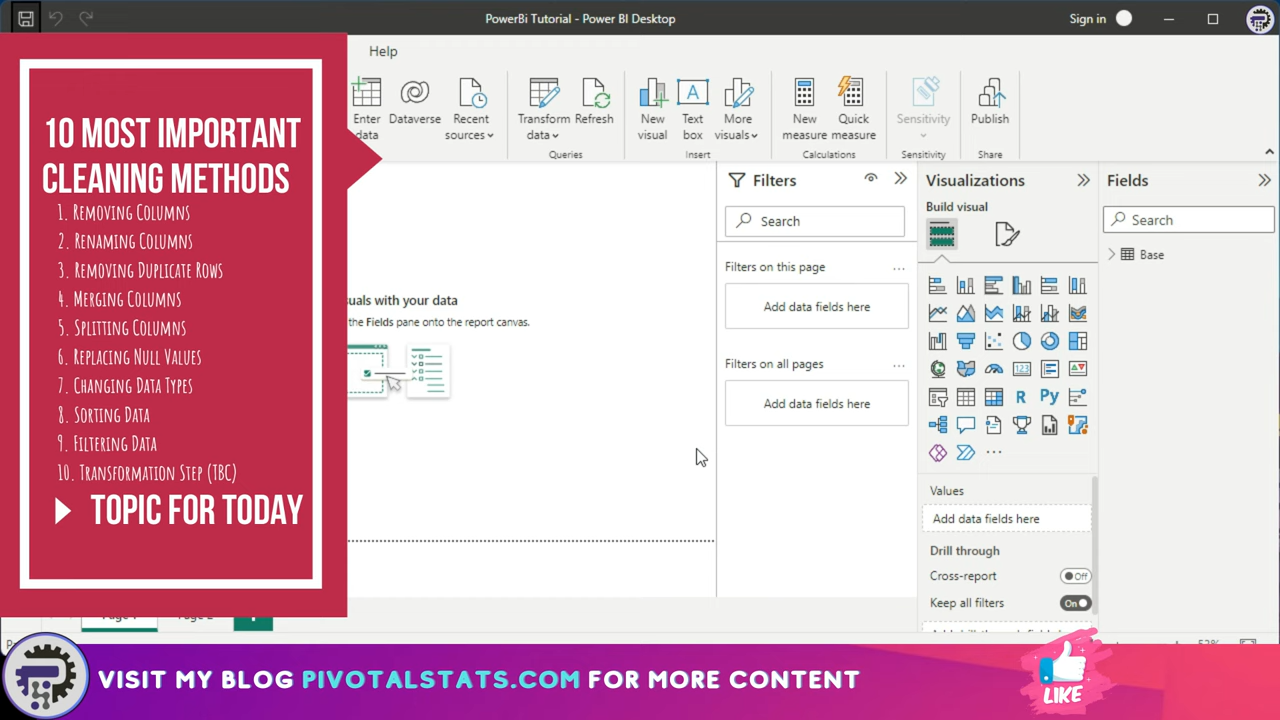 PowerBi Tutorial - Power BI Desktop
Sign in
Help
Enter
data
Dataverse
Recent
sources
Transform
data
Refresh
Queries
New
visual
Text
box
More
visuals
Insert
New
measure
Quick
measure
Calculations
Sensitivity
Sensitivity
Publish
Share
10 MOST IMPORTANT
CLEANING METHODS
1. REMOVING COLUMNS
2. RENAMING COLUMNS
3. REMOVING DUPLICATE ROWS
4. MERGING COLUMNS
5. SPLITTING COLUMNS
6. REPLACING NULL VALUES
7. CHANGING DATA TYPES
8. SORTING DATA
9. FILTERING DATA
10. TRANSFORMATION STEP (TBC)
TOPIC FOR TODAY
with your data
the Fields pane onto the report canvas.
Filters
Search
Filters on this page
...
Add data fields here
Filters on all pages
...
Add data fields here
Visualizations
Build visual
123
R
Py
...
Values
Add data fields here
Drill through
Cross-report
Off
Keep all filters
On
Fields
Search
Base
VISIT MY BLOG PIVOTALSTATS.COM FOR MORE CONTENT
LIKE